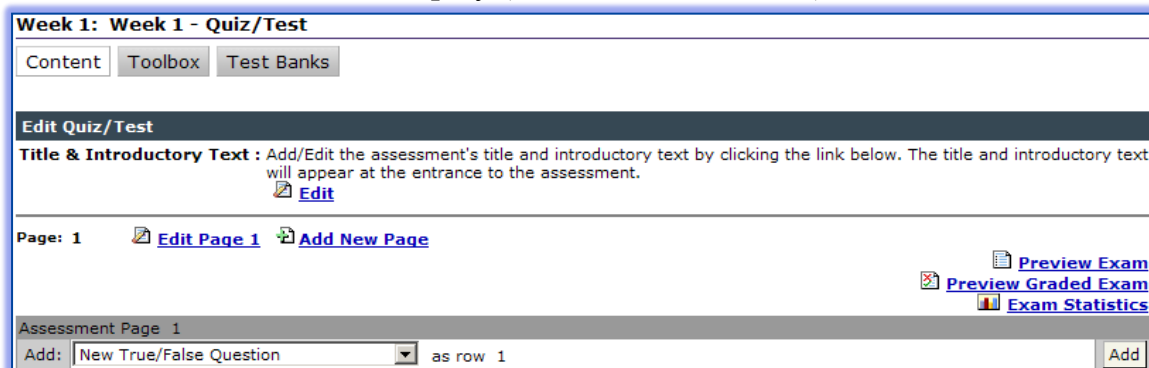 Week 1: Week 1 - Quiz/Test
Content Toolbox Test Banks
Edit Quiz/Test
Title & Introductory Text : Add/Edit the assessment's title and introductory text by clicking the link below. The title and introductory text
will appear at the entrance to the assessment.
Edit
Page: 1 Edit Page 1 Add New Page
Preview Exam
Preview Graded Exam
Exam Statistics
Assessment Page 1
Add: New True/False Question as row 1 Add